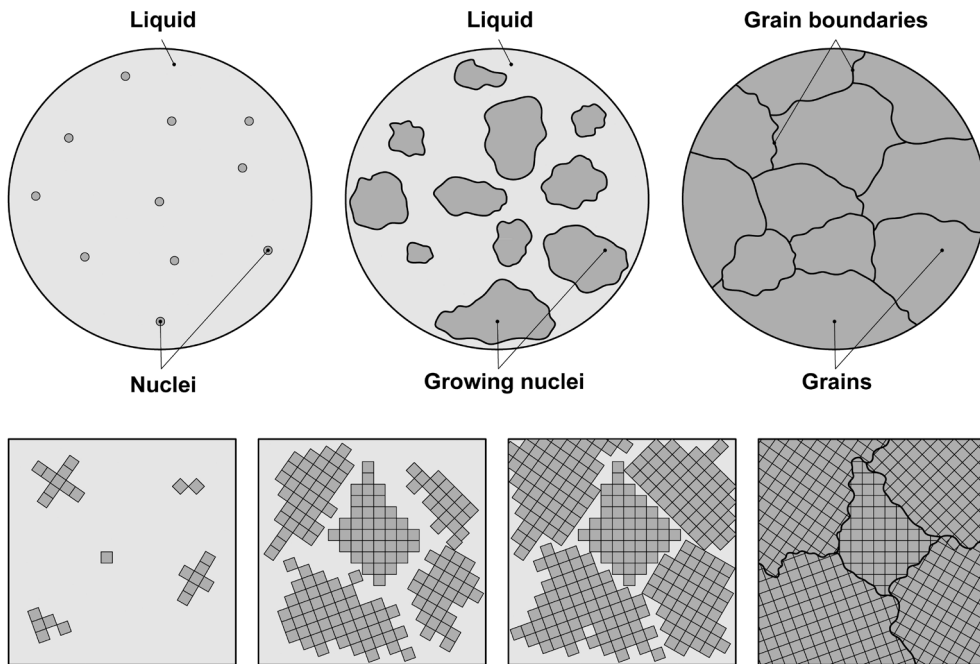 Liquid
Liquid
Grain boundaries
Nuclei
Growing nuclei
Grains